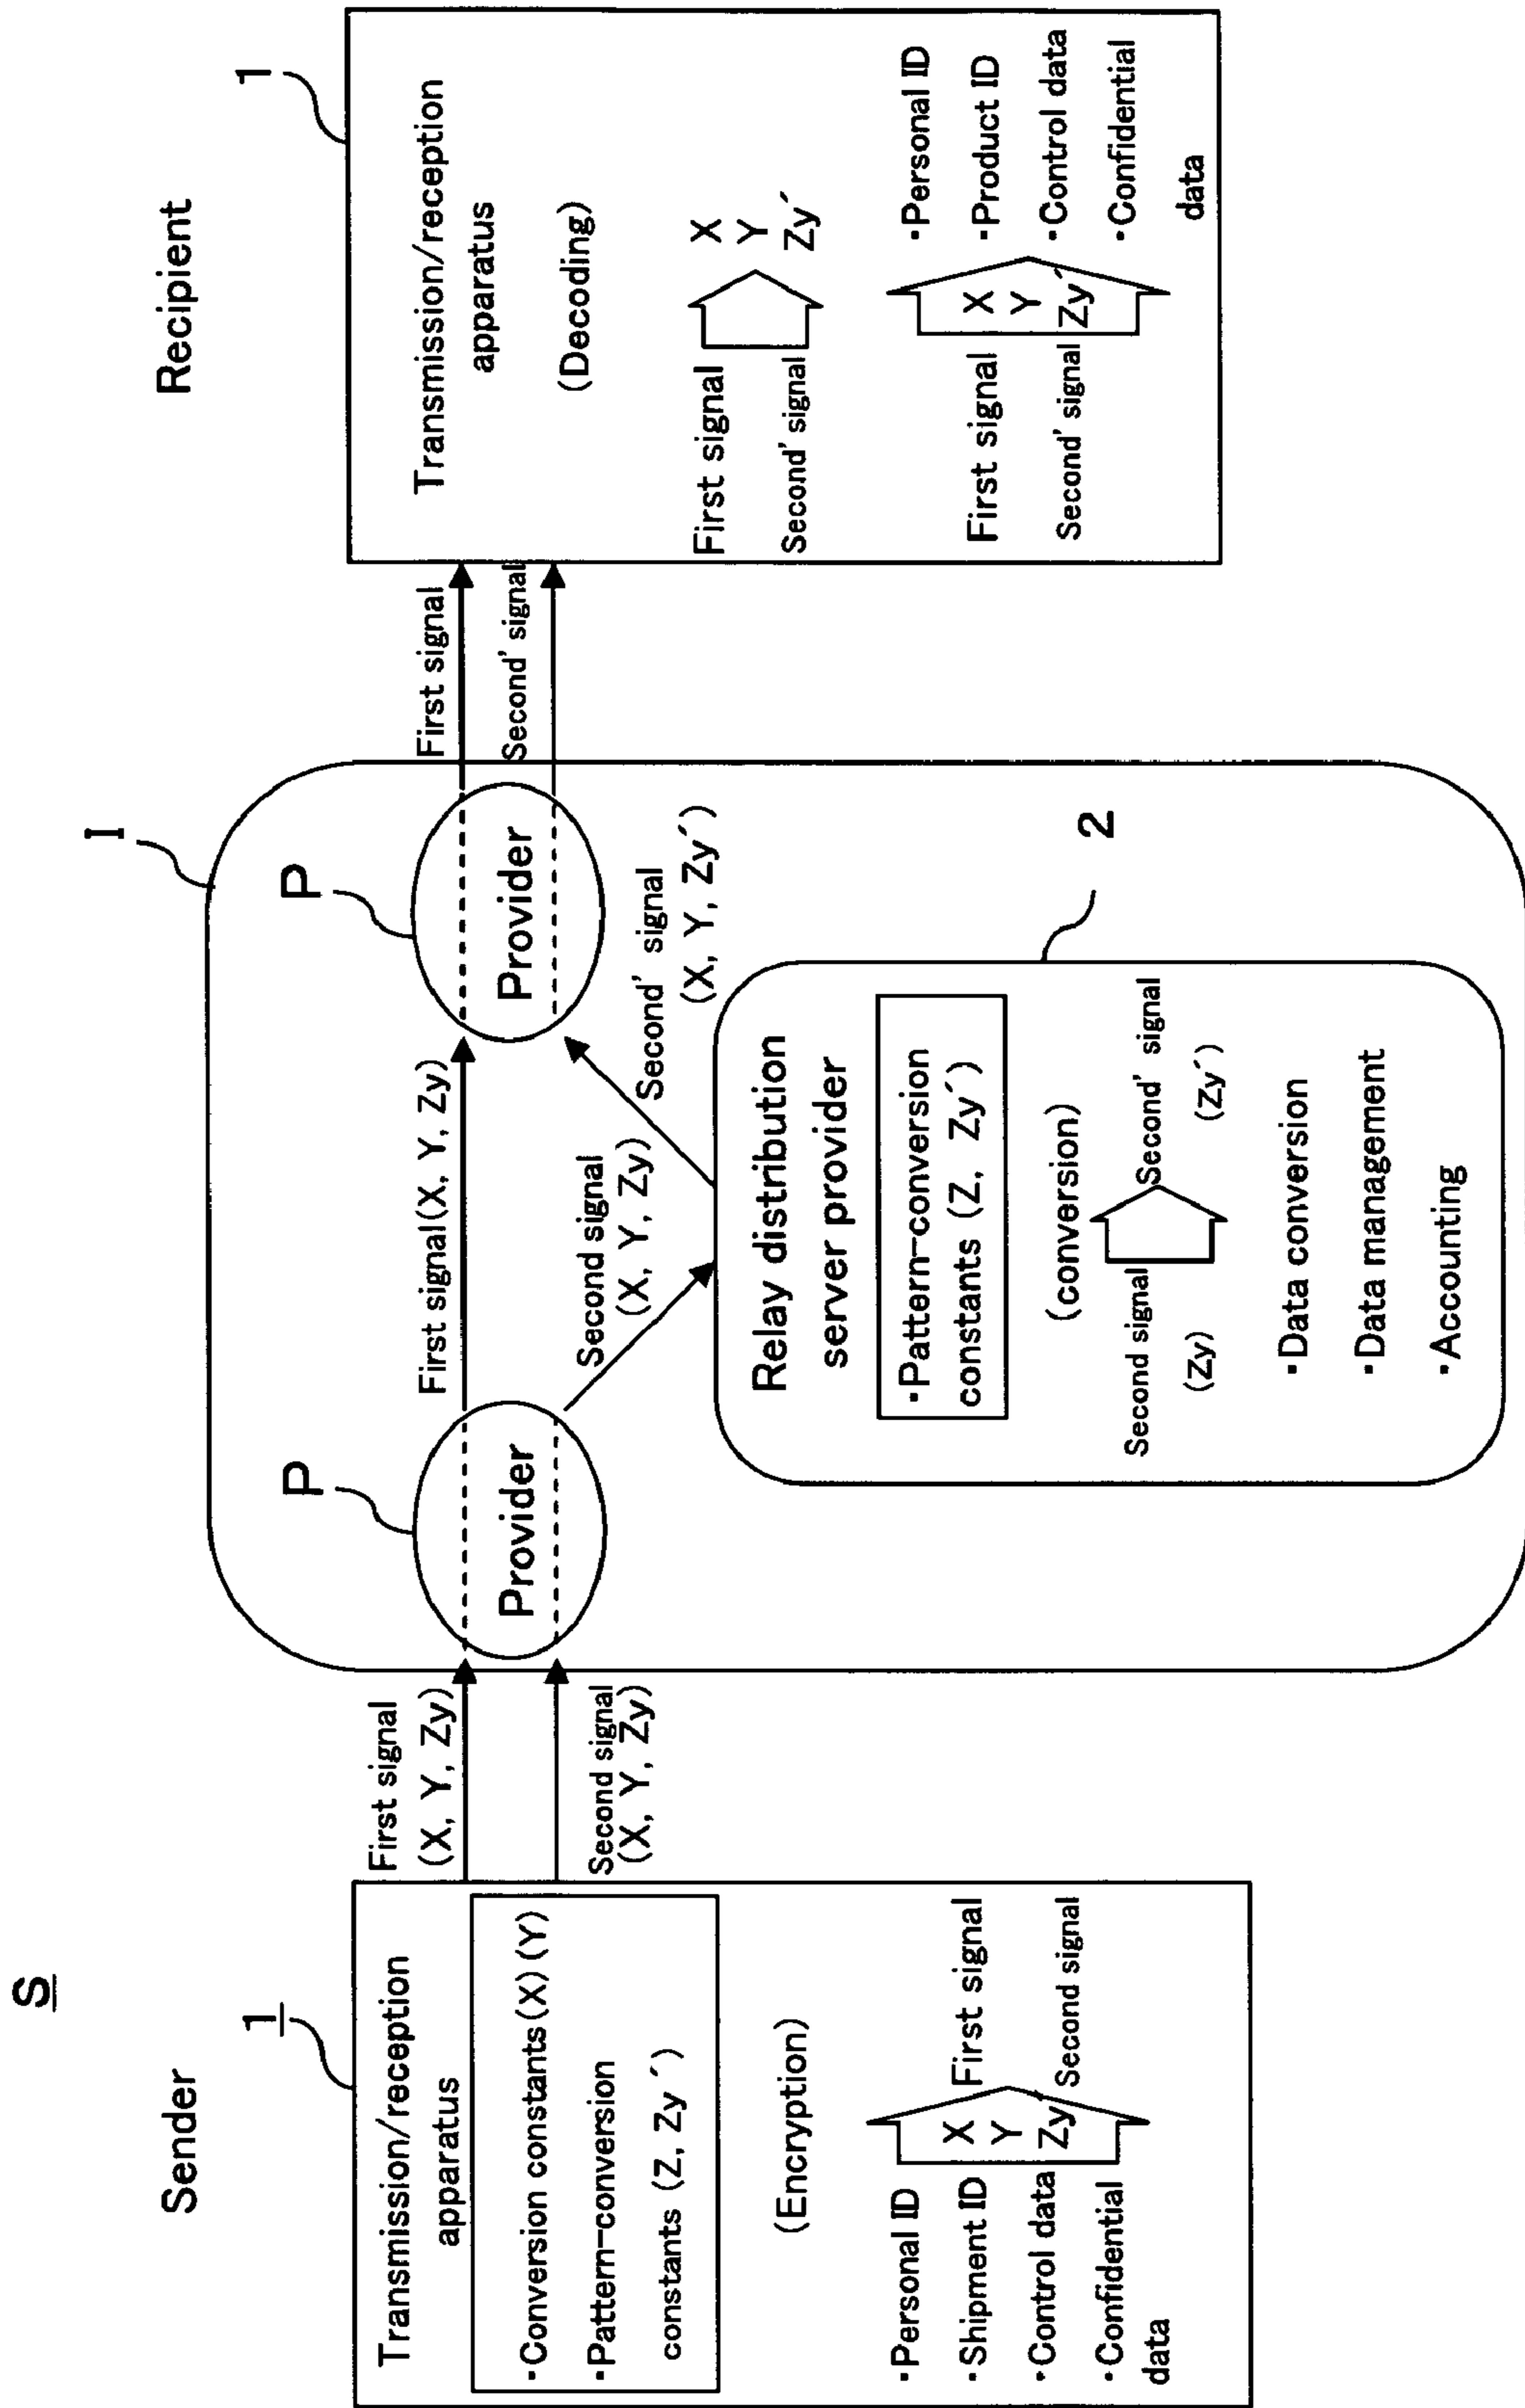 S
Sender
1
Transmission/reception
apparatus
・Conversion constants(X)(Y)
・Pattern-conversion
constants (Z, Zy´)
(Encryption)
・Personal ID
・Shipment ID
・Control data
・Confidential
data
X
Y
Zy
First signal
Second signal
First signal
(X, Y, Zy)
Second signal
(X, Y, Zy)
I
P
Provider
First signal(X, Y, Zy)
Second signal
(X, Y, Zy)
P
Provider
Second' signal
(X, Y, Zy´)
2
Relay distribution
server provider
・Pattern-conversion
constants (Z, Zy´)
(conversion)
Second signal
(Zy)
Second' signal
(Zy´)
・Data conversion
・Data management
・Accounting
First signal
Second' signal
Recipient
1
Transmission/reception
apparatus
(Decoding)
First signal
Second' signal
X
Y
Zy´
First signal
Second' signal
X
Y
Zy´
・Personal ID
・Product ID
・Control data
・Confidential
data